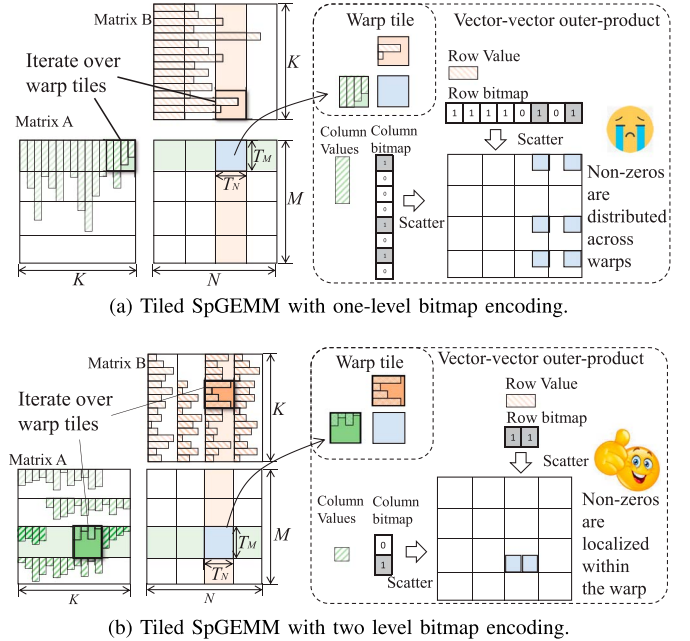 Matrix B
Iterate over
warp tiles
Matrix A
K
T_M
T_N
M
K
N
Warp tile
Vector-vector outer-product
Row Value
Row bitmap
1 1 1 1 0 1 0 1
Scatter
Column
Values
Column
bitmap
1
0
0
0
1
0
1
0
Scatter
Non-zeros
are
distributed
across
warps
(a) Tiled SpGEMM with one-level bitmap encoding.
Matrix B
Iterate over
warp tiles
Matrix A
K
T_M
T_N
M
K
N
Warp tile
Vector-vector outer-product
Row Value
Row bitmap
1 1
Scatter
Column
Values
Column
bitmap
0
1
Scatter
Non-zeros
are
localized
within
the warp
(b) Tiled SpGEMM with two level bitmap encoding.